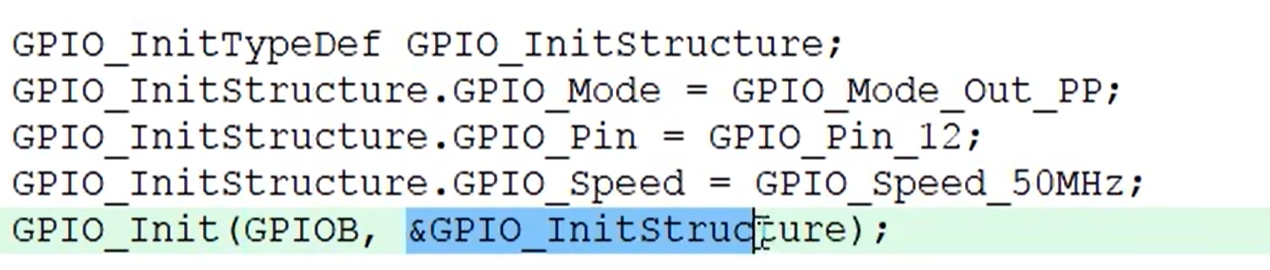 GPIO_InitTypeDef GPIO_InitStructure;
GPIO_InitStructure.GPIO_Mode = GPIO_Mode_Out_PP;
GPIO_InitStructure.GPIO_Pin = GPIO_Pin_12;
GPIO_InitStructure.GPIO_Speed = GPIO_Speed_50MHz;
GPIO_Init(GPIOB, &GPIO_InitStructure);